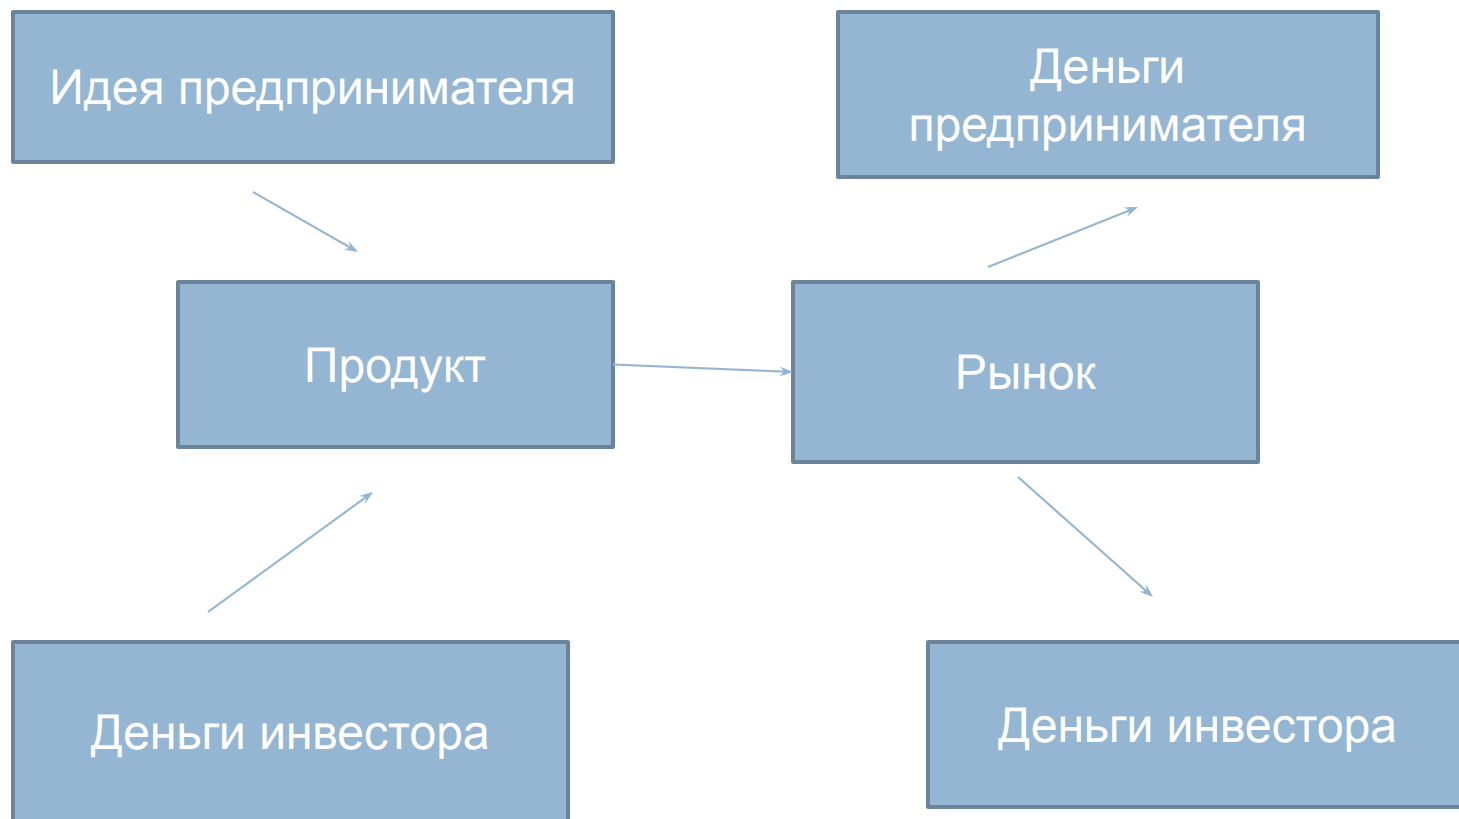 Идея предпринимателя
Деньги
предпринимателя
Продукт
Рынок
Деньги инвестора
Деньги инвестора